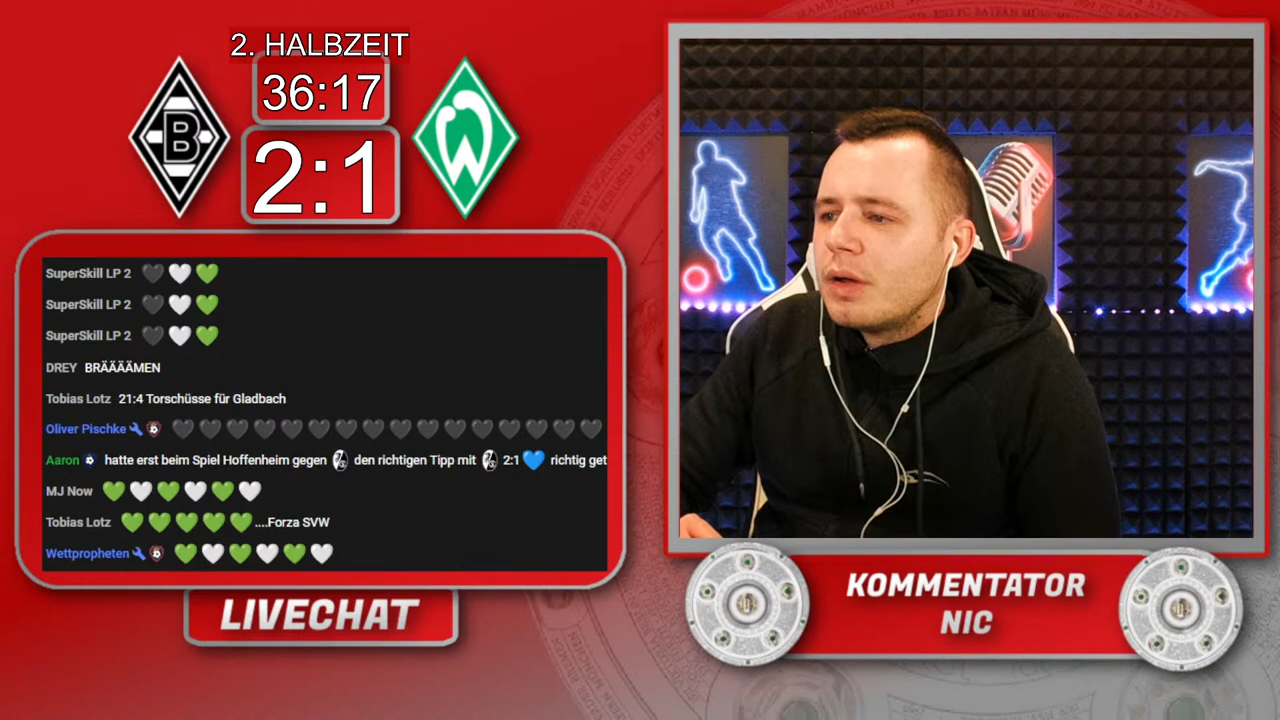 2. HALBZEIT
36:17
2:1
B
SuperSkill LP 2 🖤🤍💚
SuperSkill LP 2 🖤🤍💚
SuperSkill LP 2 🖤🤍💚
DREY BRÄÄÄÄMEN
Tobias Lotz 21:4 Torschüsse für Gladbach
Oliver Pischke 🖤🖤🖤🖤🖤🖤🖤🖤🖤🖤🖤🖤🖤🖤🖤🖤
Aaron hatte erst beim Spiel Hoffenheim gegen den richtigen Tipp mit 2:1 💙 richtig get
MJ Now 💚🤍💚🤍💚🤍
Tobias Lotz 💚💚💚💚💚....Forza SVW
Wettpropheten 💚🤍💚🤍💚🤍
LIVECHAT
KOMMENTATOR
NIC